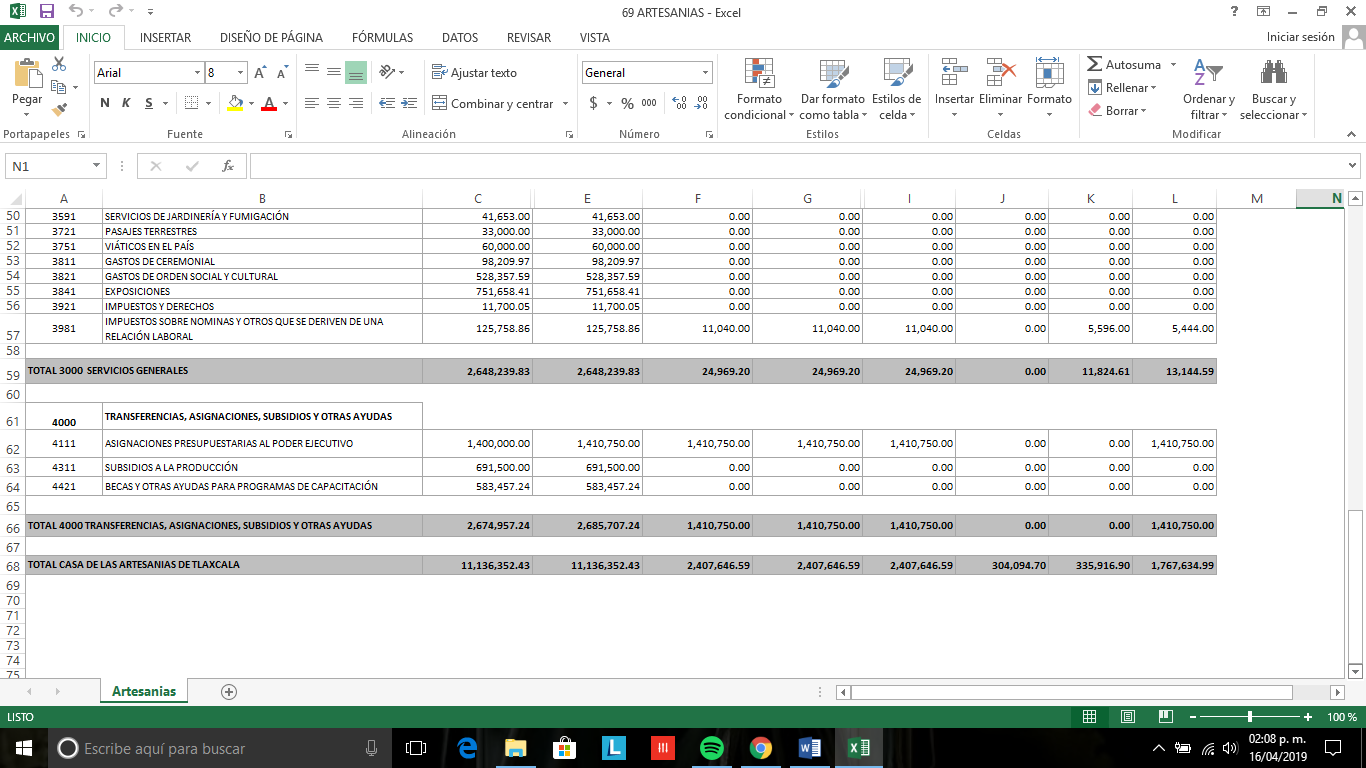 69 ARTESANIAS - Excel
ARCHIVO INICIO INSERTAR DISEÑO DE PÁGINA FÓRMULAS DATOS REVISAR VISTA Iniciar sesión
Arial 8 Ajustar texto General Autosuma
Pegar N K S Combinar y centrar $ % 000 Formato condicional Dar formato como tabla Estilos de celda Insertar Eliminar Formato Rellenar Borrar Ordenar y filtrar Buscar y seleccionar
Portapapeles Fuente Alineación Número Estilos Celdas Modificar
N1 fx
A B C E F G I J K L M N
50 3591 SERVICIOS DE JARDINERÍA Y FUMIGACIÓN 41,653.00 41,653.00 0.00 0.00 0.00 0.00 0.00 0.00
51 3721 PASAJES TERRESTRES 33,000.00 33,000.00 0.00 0.00 0.00 0.00 0.00 0.00
52 3751 VIÁTICOS EN EL PAÍS 60,000.00 60,000.00 0.00 0.00 0.00 0.00 0.00 0.00
53 3811 GASTOS DE CEREMONIAL 98,209.97 98,209.97 0.00 0.00 0.00 0.00 0.00 0.00
54 3821 GASTOS DE ORDEN SOCIAL Y CULTURAL 528,357.59 528,357.59 0.00 0.00 0.00 0.00 0.00 0.00
55 3841 EXPOSICIONES 751,658.41 751,658.41 0.00 0.00 0.00 0.00 0.00 0.00
56 3921 IMPUESTOS Y DERECHOS 11,700.05 11,700.05 0.00 0.00 0.00 0.00 0.00 0.00
57 3981 IMPUESTOS SOBRE NOMINAS Y OTROS QUE SE DERIVEN DE UNA
RELACIÓN LABORAL 125,758.86 125,758.86 11,040.00 11,040.00 11,040.00 0.00 5,596.00 5,444.00
58
59 TOTAL 3000 SERVICIOS GENERALES 2,648,239.83 2,648,239.83 24,969.20 24,969.20 24,969.20 0.00 11,824.61 13,144.59
60
61 4000 TRANSFERENCIAS, ASIGNACIONES, SUBSIDIOS Y OTRAS AYUDAS
62 4111 ASIGNACIONES PRESUPUESTARIAS AL PODER EJECUTIVO 1,400,000.00 1,410,750.00 1,410,750.00 1,410,750.00 1,410,750.00 0.00 0.00 1,410,750.00
63 4311 SUBSIDIOS A LA PRODUCCIÓN 691,500.00 691,500.00 0.00 0.00 0.00 0.00 0.00 0.00
64 4421 BECAS Y OTRAS AYUDAS PARA PROGRAMAS DE CAPACITACIÓN 583,457.24 583,457.24 0.00 0.00 0.00 0.00 0.00 0.00
65
66 TOTAL 4000 TRANSFERENCIAS, ASIGNACIONES, SUBSIDIOS Y OTRAS AYUDAS 2,674,957.24 2,685,707.24 1,410,750.00 1,410,750.00 1,410,750.00 0.00 0.00 1,410,750.00
67
68 TOTAL CASA DE LAS ARTESANIAS DE TLAXCALA 11,136,352.43 11,136,352.43 2,407,646.59 2,407,646.59 2,407,646.59 304,094.70 335,916.90 1,767,634.99
69
70
71
72
73
74
75
Artesanias
LISTO 100 %
Escribe aquí para buscar 02:08 p. m.
16/04/2019